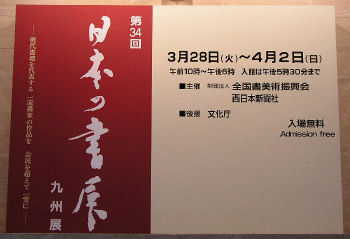 第34回
日本の書展
九州展
現代書壇を代表する一流書家の作品を 会派を超えて一堂に
3月28日(火)～4月2日(日)
午前10時～午後6時 入館は午後5時30分まで
■主催 財団法人 全国書美術振興会
西日本新聞社
■後援 文化庁
入場無料
Admission free